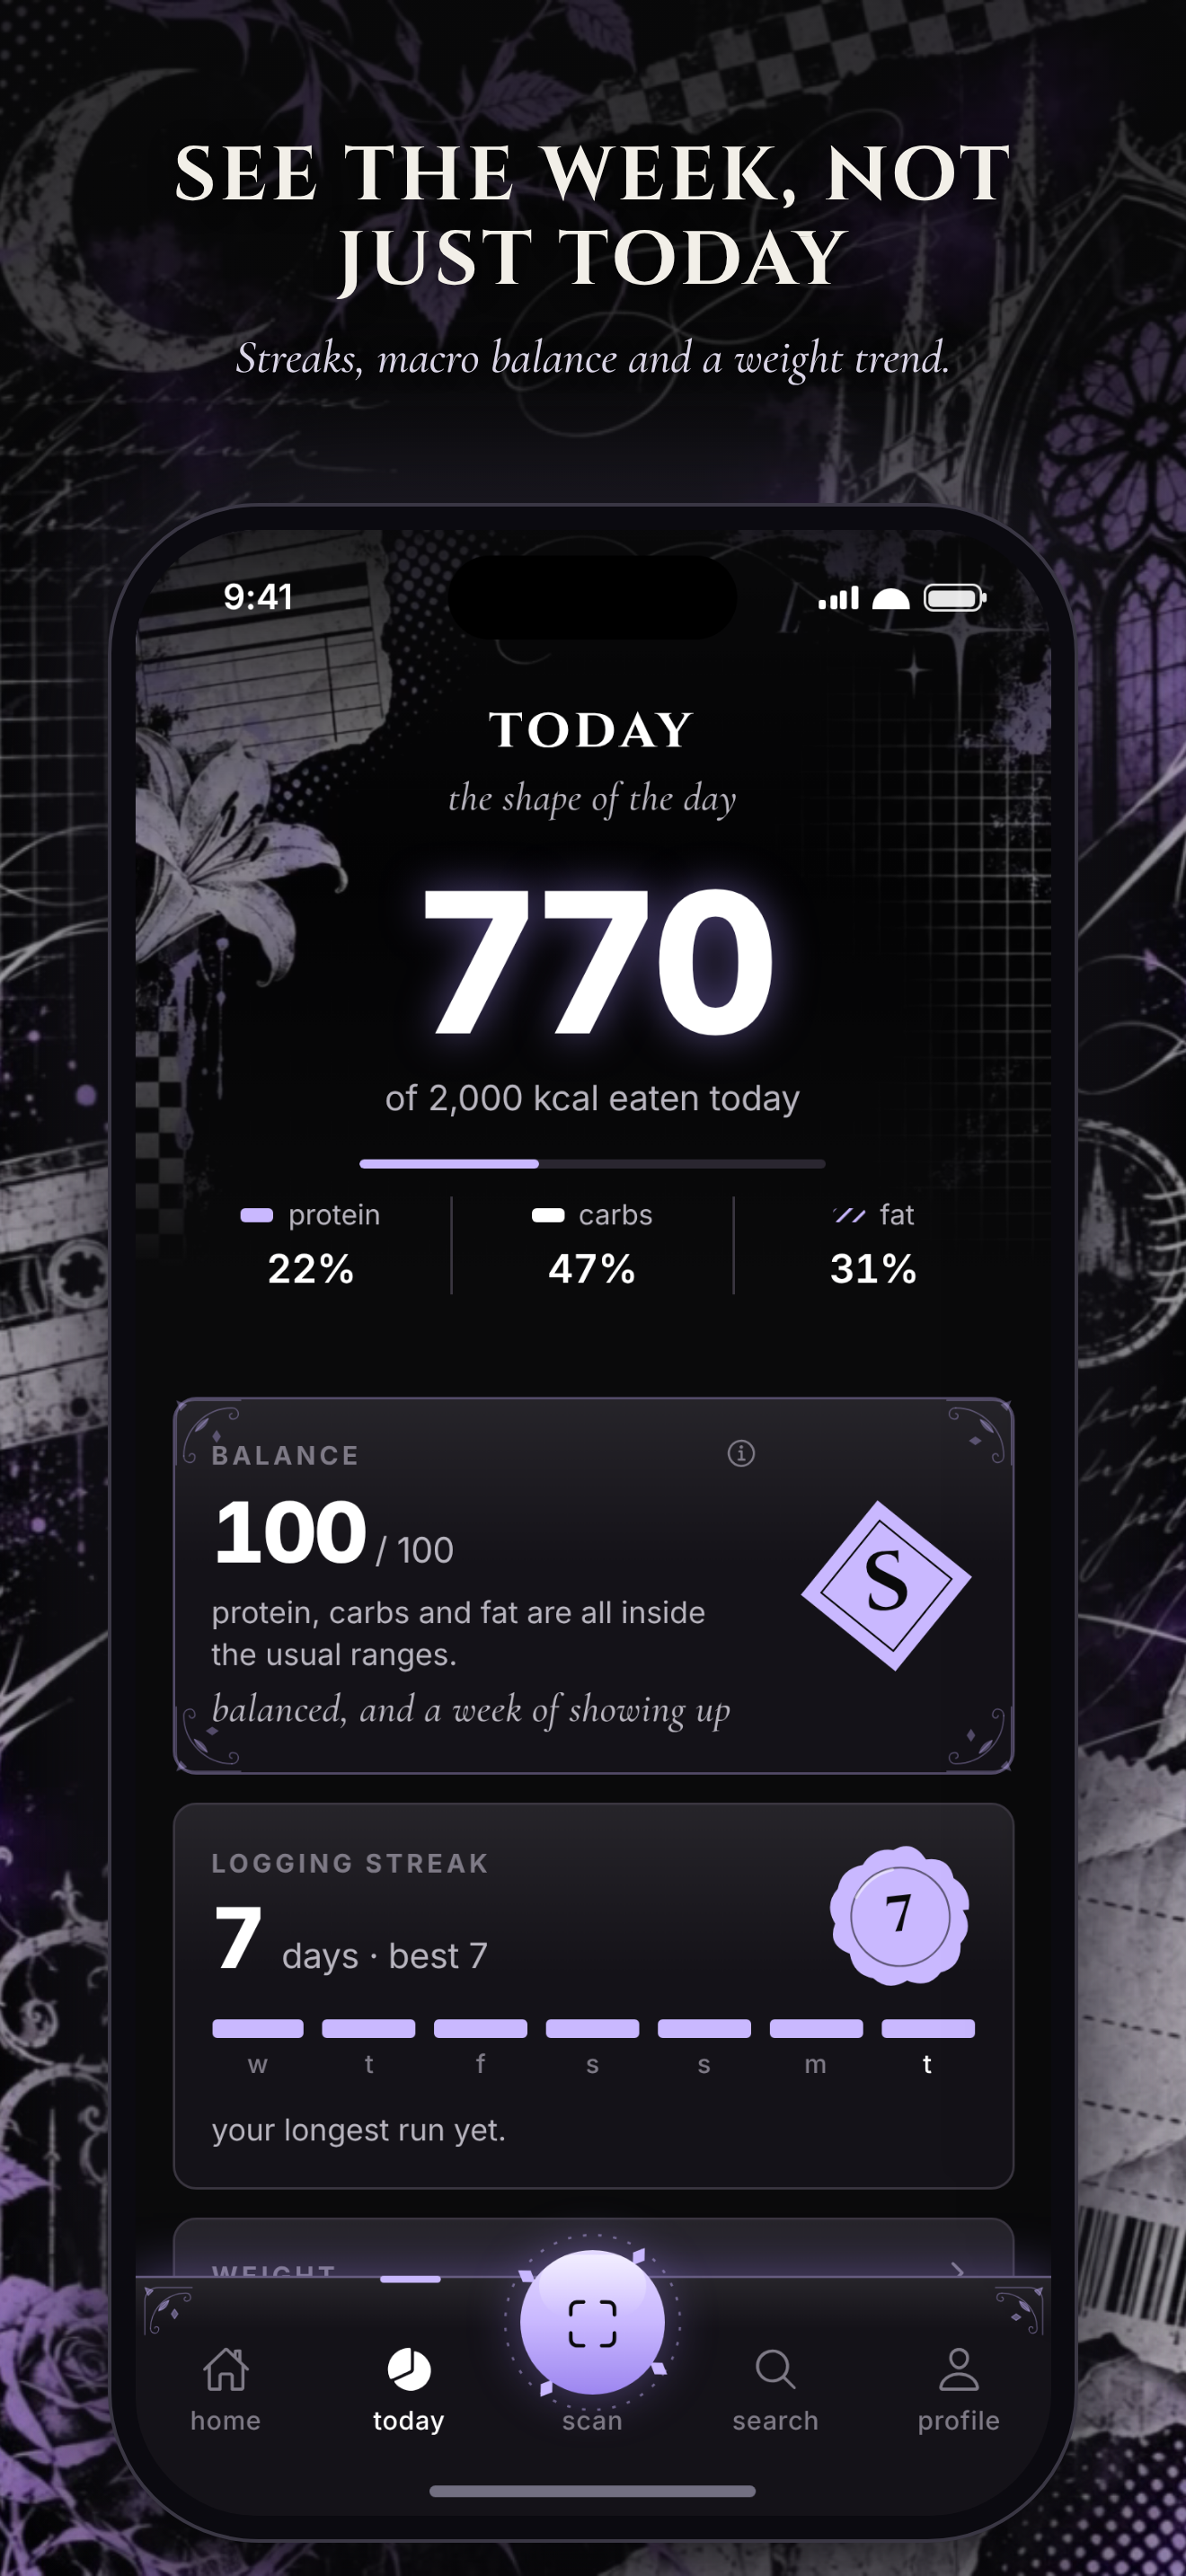 SEE THE WEEK, NOT
JUST TODAY
Streaks, macro balance and a weight trend.
9:41
TODAY
the shape of the day
770
of 2,000 kcal eaten today
protein carbs fat
22% 47% 31%
BALANCE
100 / 100
S
protein, carbs and fat are all inside
the usual ranges.
balanced, and a week of showing up
LOGGING STREAK
7 days · best 7
7
w t f s s m t
your longest run yet.
WEIGHT
home today scan search profile